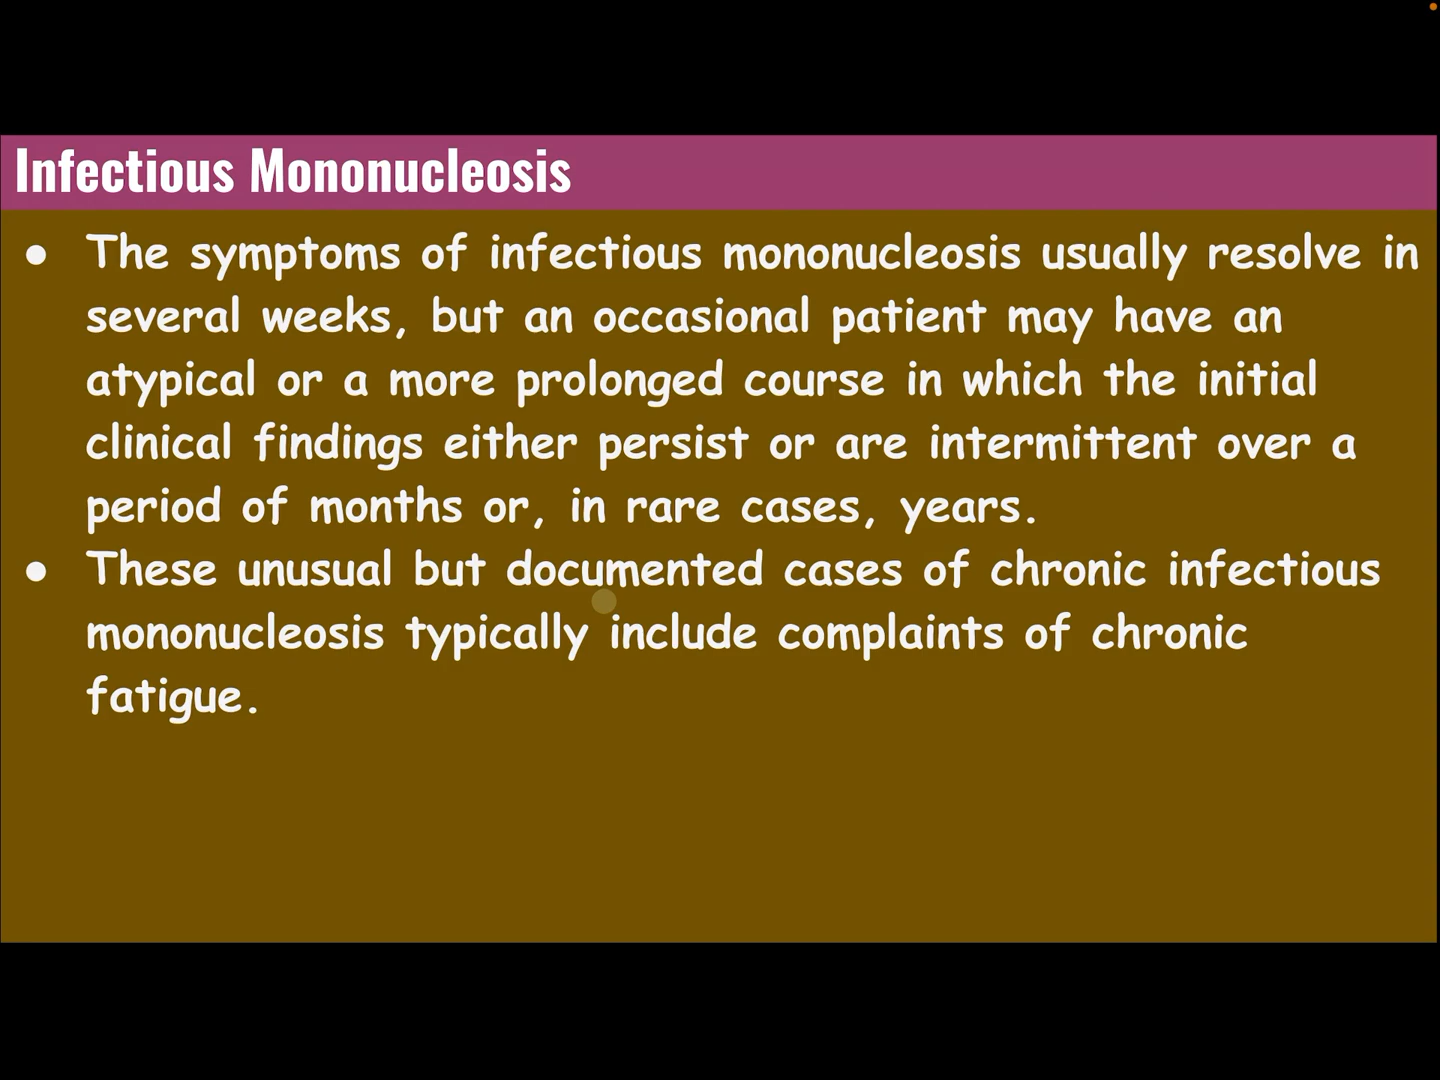 Infectious Mononucleosis
● The symptoms of infectious mononucleosis usually resolve in
several weeks, but an occasional patient may have an
atypical or a more prolonged course in which the initial
clinical findings either persist or are intermittent over a
period of months or, in rare cases, years.
● These unusual but documented cases of chronic infectious
mononucleosis typically include complaints of chronic
fatigue.